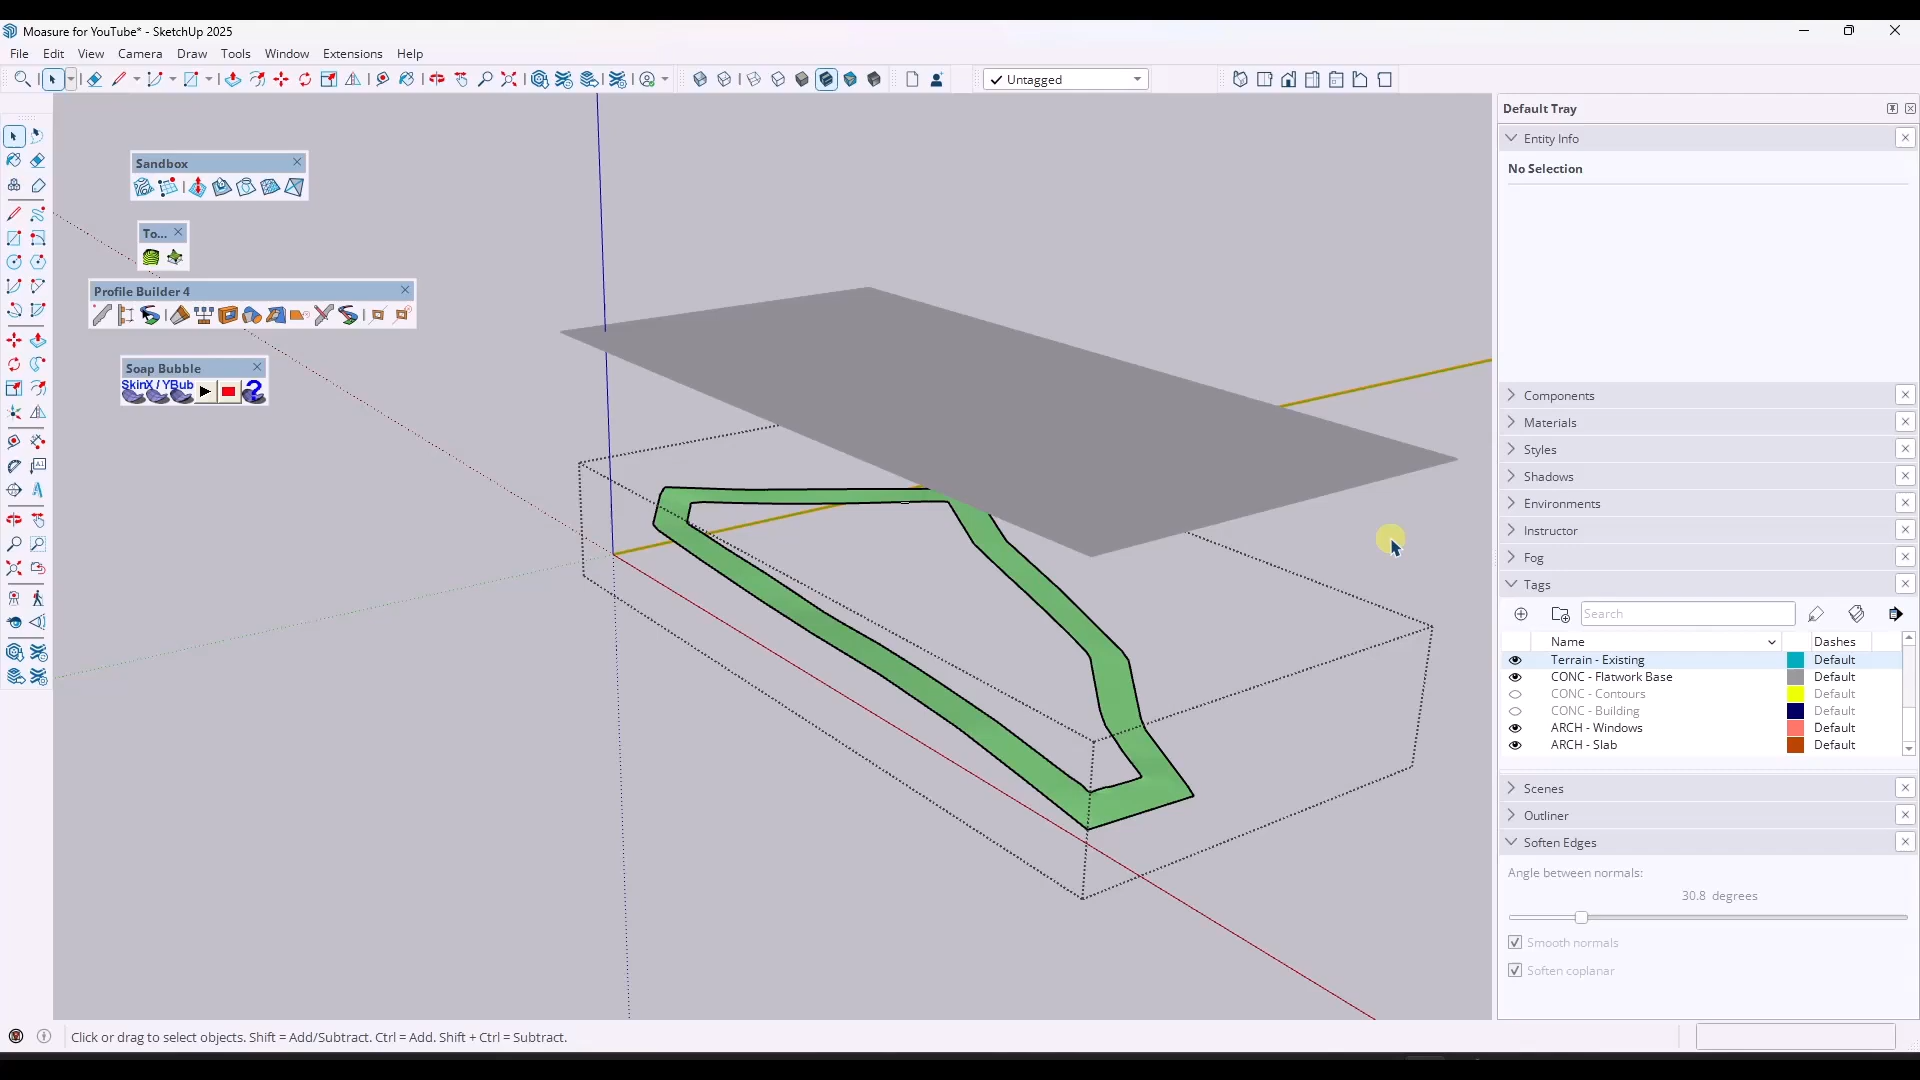 Moasure for YouTube* - SketchUp 2025
File Edit View Camera Draw Tools Window Extensions Help
Untagged
Sandbox
To...
Profile Builder 4
Soap Bubble
SkinX / YBub
?
Default Tray
Entity Info
No Selection
Components
Materials
Styles
Shadows
Environments
Instructor
Fog
Tags
Search
Name Dashes
Terrain - Existing Default
CONC - Flatwork Base Default
CONC - Contours Default
CONC - Building Default
ARCH - Windows Default
ARCH - Slab Default
Scenes
Outliner
Soften Edges
Angle between normals:
30.8 degrees
Smooth normals
Soften coplanar
Click or drag to select objects. Shift = Add/Subtract. Ctrl = Add. Shift + Ctrl = Subtract.